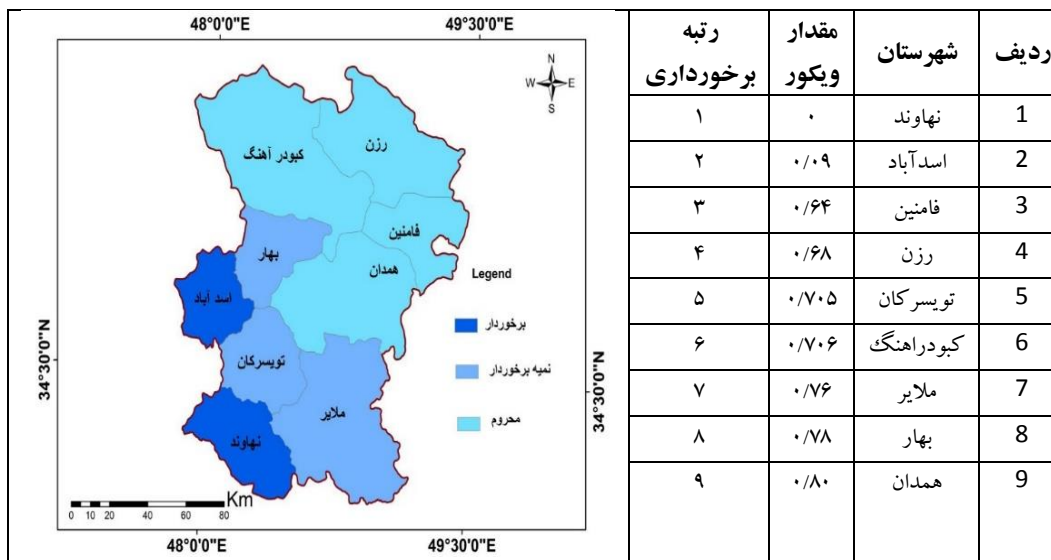 48°0'0"E
49°30'0"E
N
W
E
S
کبودر آهنگ
رزن
فامنین
بهار
همدان
اسد آباد
تویسرکان
ملایر
نهاوند
Legend
برخوردار
نمیه برخوردار
محروم
34°30'0"N
34°30'0"N
Km
0 10 20 40 60 80
48°0'0"E
49°30'0"E
ردیف شهرستان مقدار ویکور رتبه برخورداری
1 نهاوند ۰ ۱
2 اسدآباد ۰/۰۹ ۲
3 فامنین ۰/۶۴ ۳
4 رزن ۰/۶۸ ۴
5 تویسرکان ۰/۷۰۵ ۵
6 کبودراهنگ ۰/۷۰۶ ۶
7 ملایر ۰/۷۶ ۷
8 بهار ۰/۷۸ ۸
9 همدان ۰/۸۰ ۹